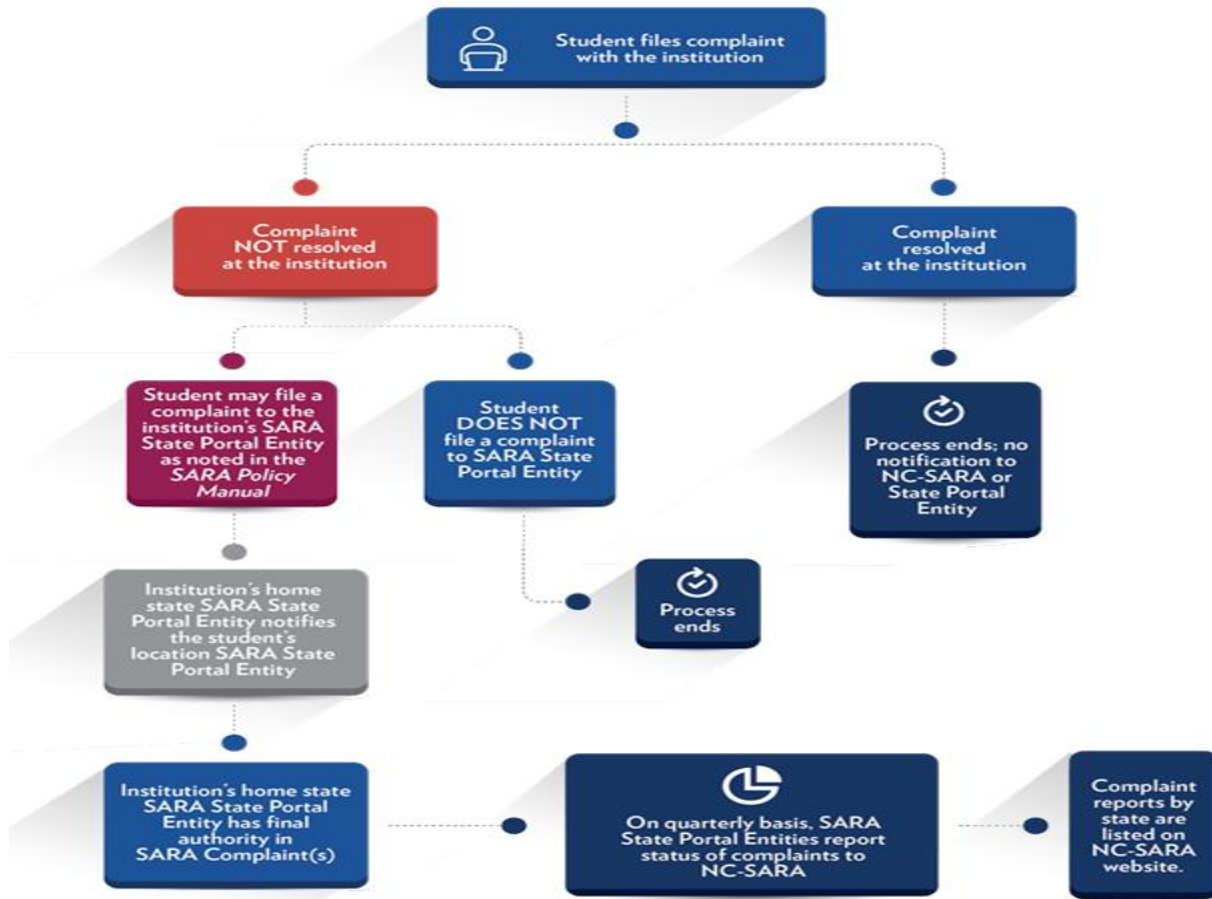 Student files complaint
with the institution
Complaint
NOT resolved
at the institution
Complaint
resolved
at the institution
Student may file a
complaint to the
institution's SARA
State Portal Entity
as noted in the
SARA Policy
Manual
Student
DOES NOT
file a complaint
to SARA State
Portal Entity
Process ends; no
notification to
NC-SARA or
State Portal
Entity
Institution's home
state SARA State
Portal Entity notifies
the student's
location SARA State
Portal Entity
Process
ends
Institution's home state
SARA State Portal
Entity has final
authority in
SARA Complaint(s)
On quarterly basis, SARA
State Portal Entities report
status of complaints to
NC-SARA
Complaint
reports by
state are
listed on
NC-SARA
website.